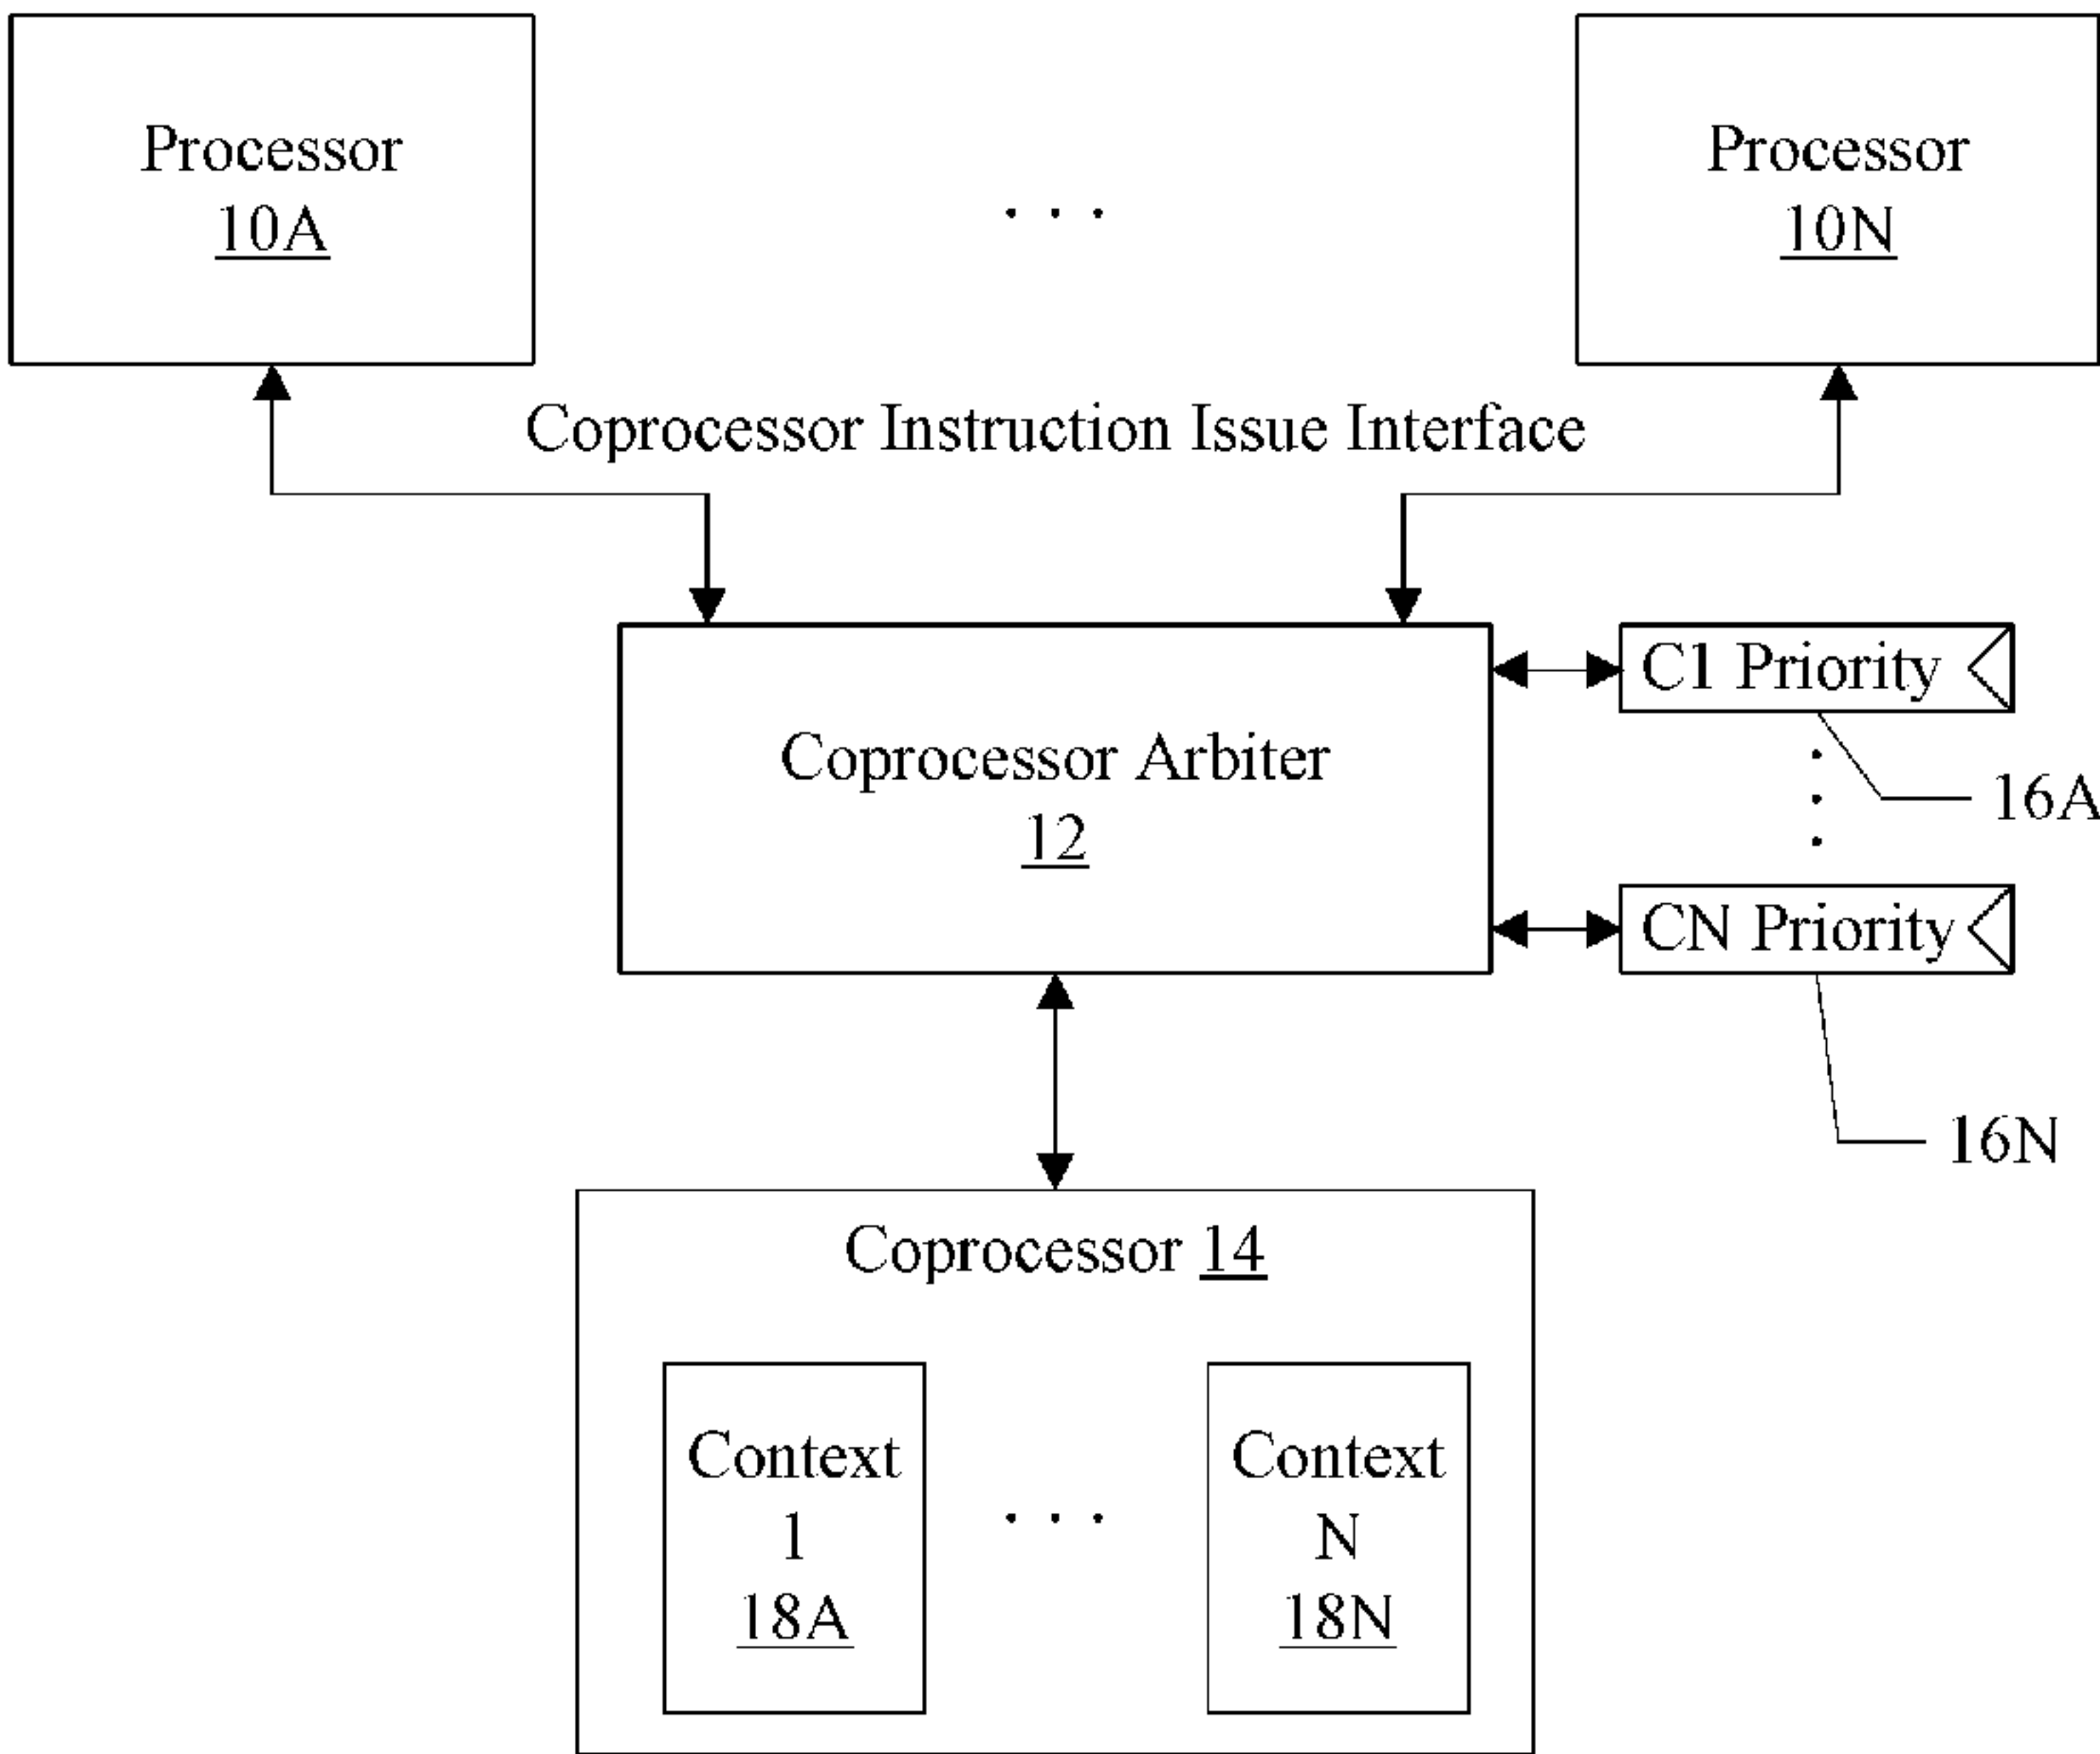 Processor
10A
. . .
Processor
10N
Coprocessor Instruction Issue Interface
C1 Priority
Coprocessor Arbiter
12
16A
CN Priority
16N
Coprocessor 14
Context
1
18A
. . .
Context
N
18N